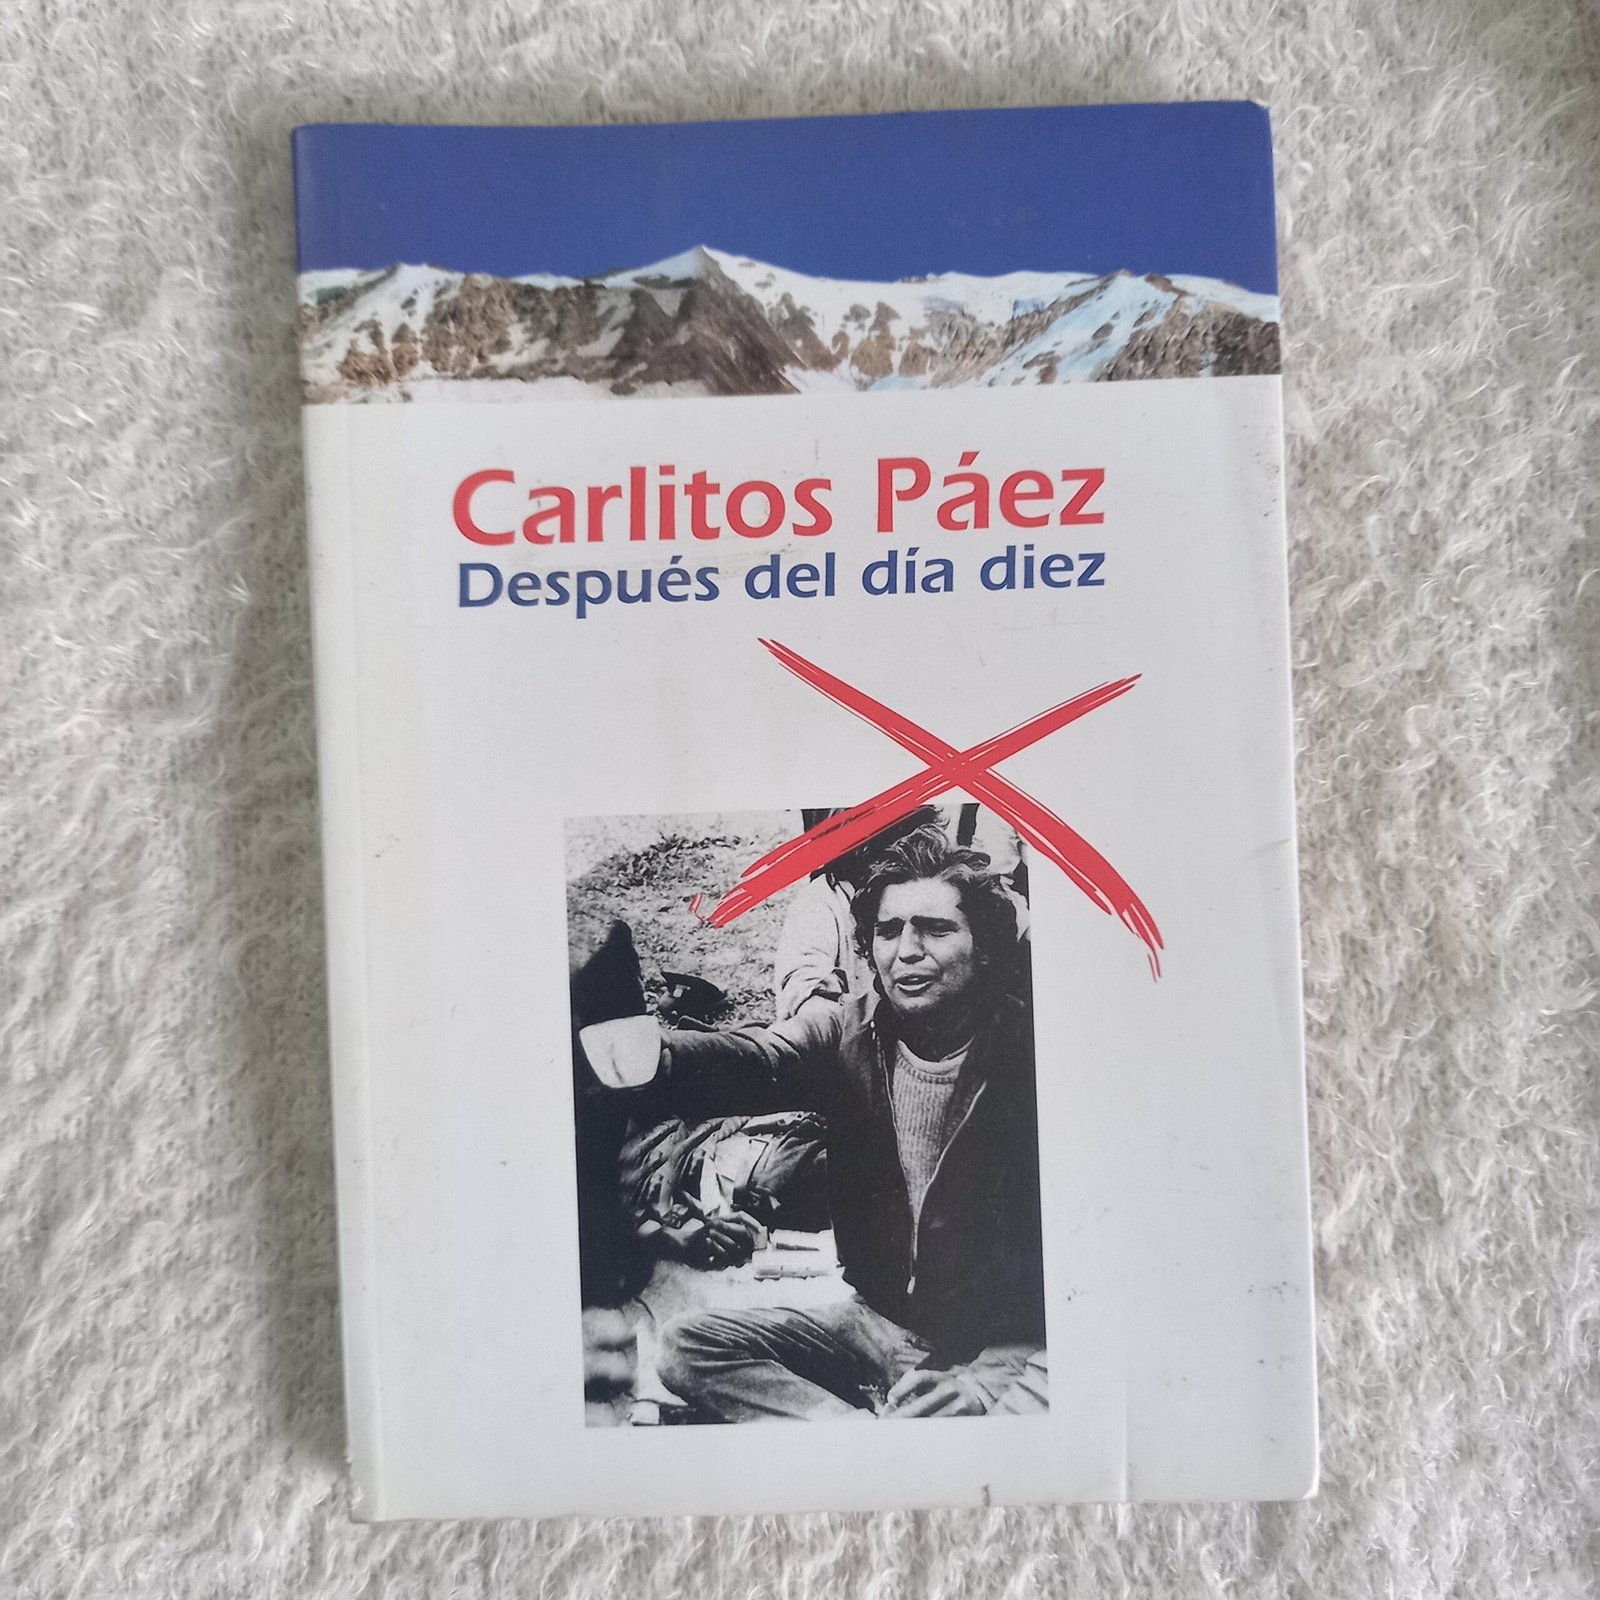 Carlitos Páez
Después del día diez